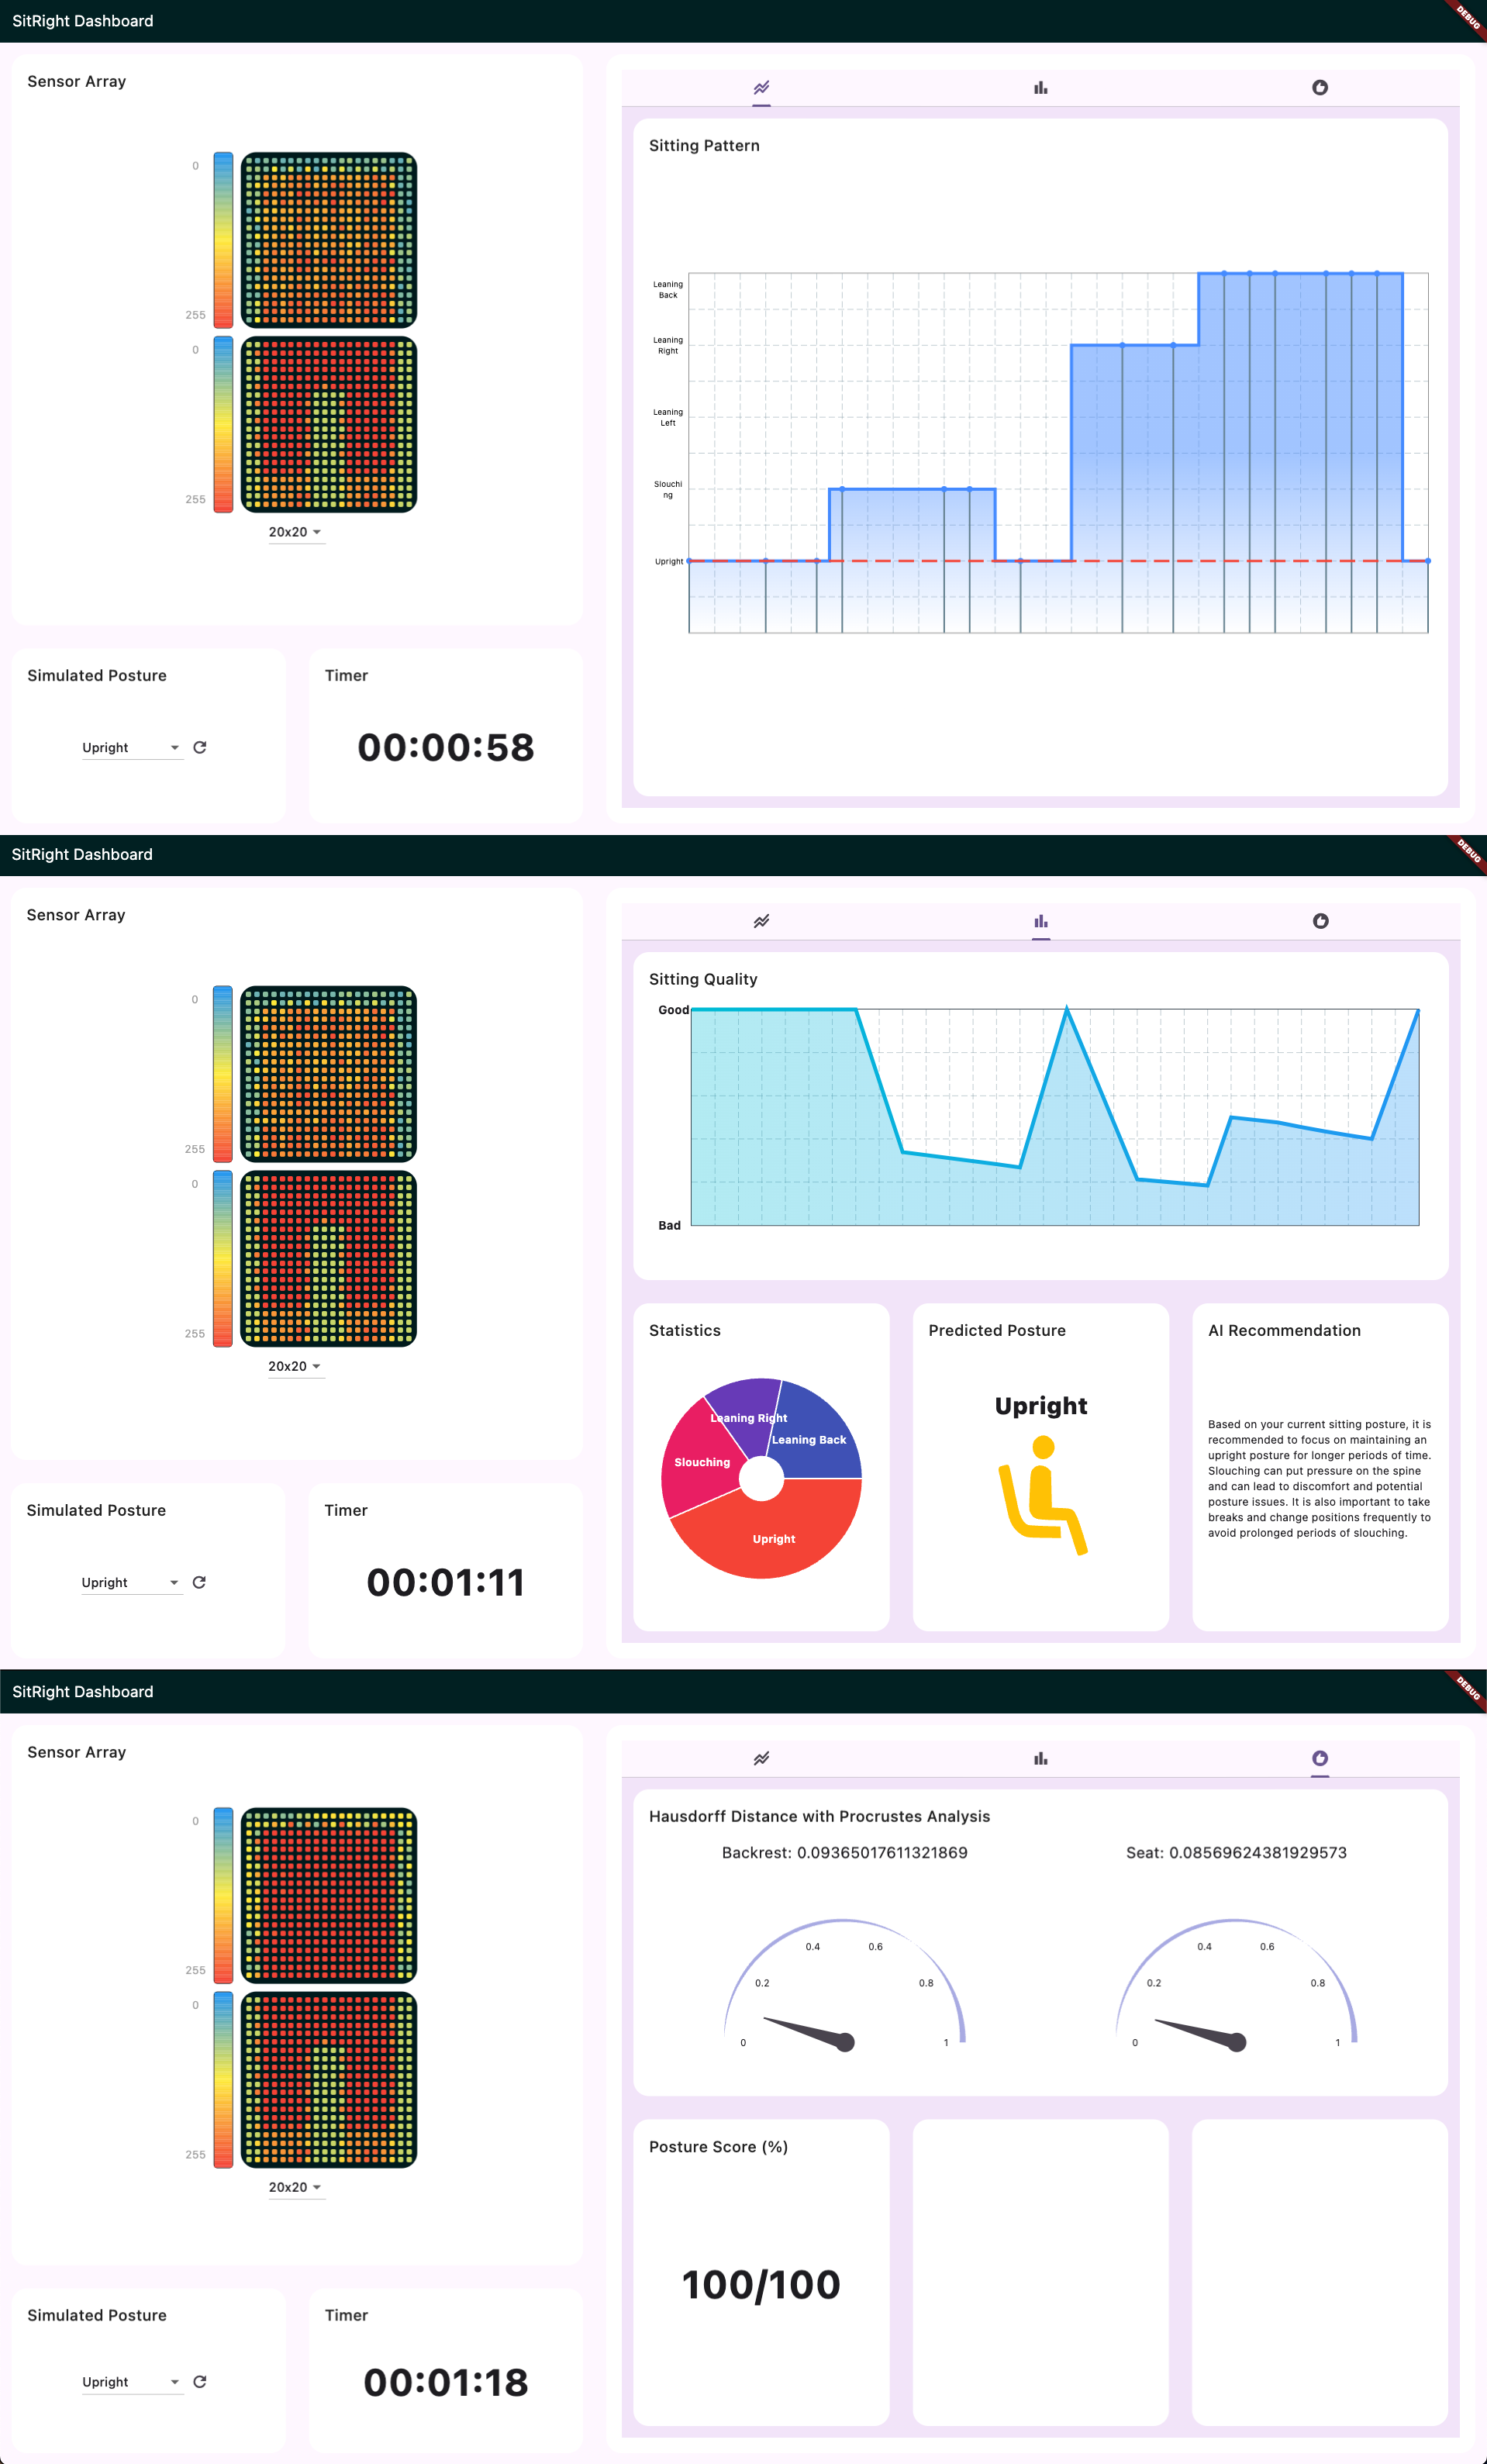 SitRight Dashboard
DEBUG
Sensor Array
0
255
0
255
20x20
Simulated Posture
Upright
Timer
00:00:58
Sitting Pattern
Leaning
Back
Leaning
Right
Leaning
Left
Slouchi
ng
Upright
SitRight Dashboard
DEBUG
Sensor Array
0
255
0
255
20x20
Simulated Posture
Upright
Timer
00:01:11
Sitting Quality
Good
Bad
Statistics
Leaning Right
Leaning Back
Slouching
Upright
Predicted Posture
Upright
AI Recommendation
Based on your current sitting posture, it is
recommended to focus on maintaining an
upright posture for longer periods of time.
Slouching can put pressure on the spine
and can lead to discomfort and potential
posture issues. It is also important to take
breaks and change positions frequently to
avoid prolonged periods of slouching.
SitRight Dashboard
DEBUG
Sensor Array
0
255
0
255
20x20
Simulated Posture
Upright
Timer
00:01:18
Hausdorff Distance with Procrustes Analysis
Backrest: 0.09365017611321869
0
0.2
0.4
0.6
0.8
1
Seat: 0.08569624381929573
0
0.2
0.4
0.6
0.8
1
Posture Score (%)
100/100